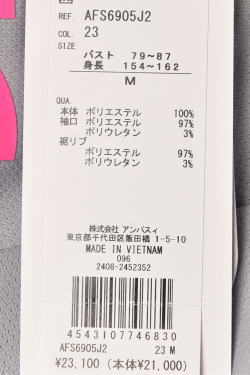 REF. AFS6905J2
COL. 23
SIZE
バスト 79~87
身長 154~162
M
QUA.
本体 ポリエステル 100%
袖口 ポリエステル 97%
ポリウレタン 3%
裾リブ
ポリエステル 97%
ポリウレタン 3%
株式会社 アンパスィ
東京都千代田区飯田橋 1-5-10
MADE IN VIETNAM
096
2408-2452352
4543107746830
AFS6905J2 23 M
¥23,100 (本体¥21,000)